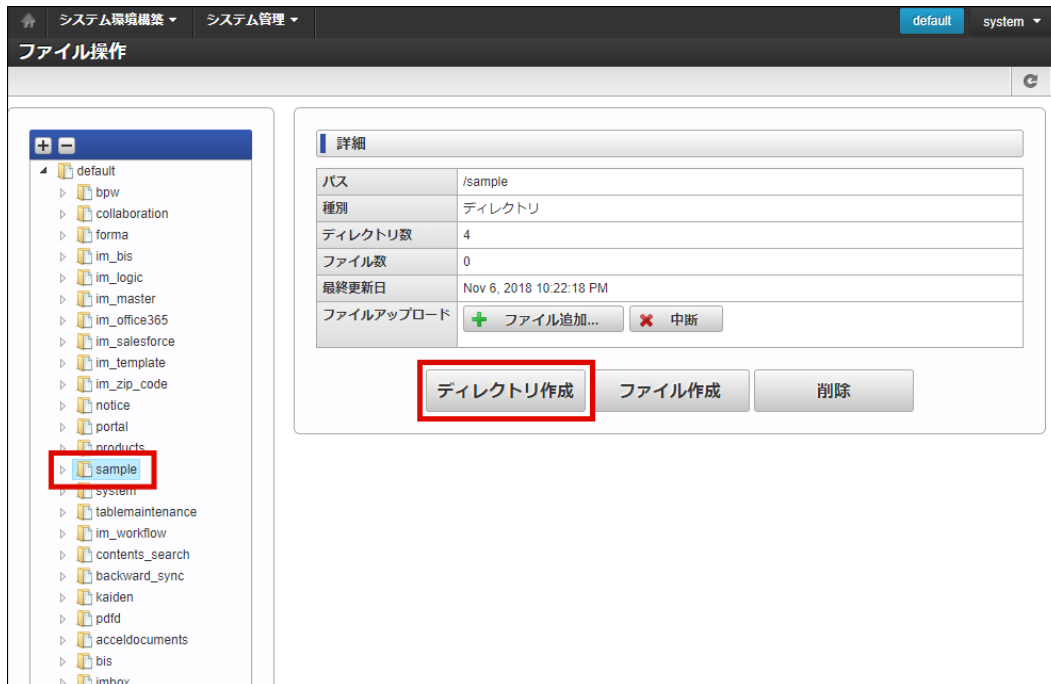 システム環境構築 システム管理 default system
ファイル操作
default
bpw
collaboration
forma
im_bis
im_logic
im_master
im_office365
im_salesforce
im_template
im_zip_code
notice
portal
products
sample
system
tablemaintenance
im_workflow
contents_search
backward_sync
kaiden
pdfd
acceldocuments
bis
imbox
詳細
パス /sample
種別 ディレクトリ
ディレクトリ数 4
ファイル数 0
最終更新日 Nov 6, 2018 10:22:18 PM
ファイルアップロード ファイル追加... 中断
ディレクトリ作成 ファイル作成 削除